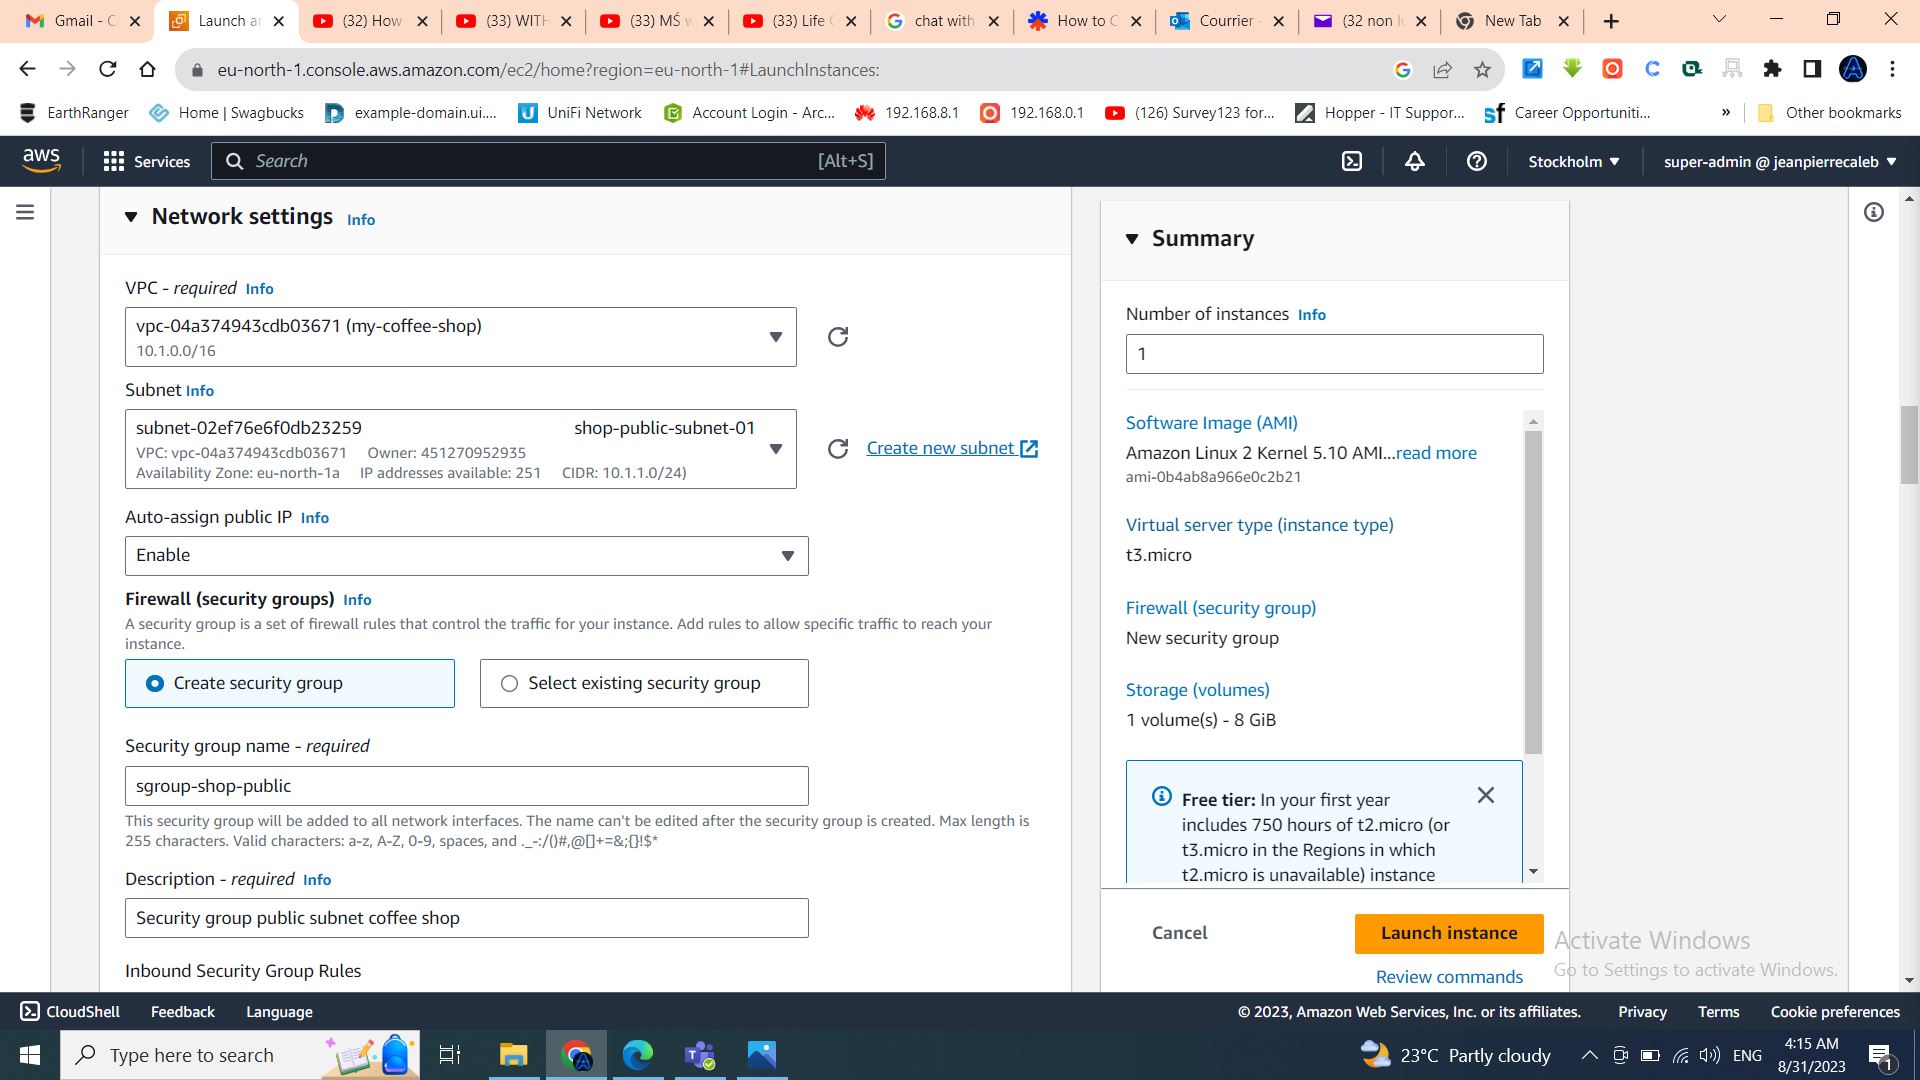 Gmail - C
Launch an
(32) How
(33) WITH
(33) MŚ w
(33) Life (
chat with
How to C
Courrier -
(32 non l
New Tab
eu-north-1.console.aws.amazon.com/ec2/home?region=eu-north-1#LaunchInstances:
EarthRanger
Home | Swagbucks
example-domain.ui....
UniFi Network
Account Login - Arc...
192.168.8.1
192.168.0.1
(126) Survey123 for...
Hopper - IT Suppor...
Career Opportuniti...
»
Other bookmarks
aws
Services
Search
[Alt+S]
Stockholm
super-admin @ jeanpierrecaleb
Network settings Info
VPC - required Info
vpc-04a374943cdb03671 (my-coffee-shop)
10.1.0.0/16
Subnet Info
subnet-02ef76e6f0db23259 shop-public-subnet-01
VPC: vpc-04a374943cdb03671 Owner: 451270952935
Availability Zone: eu-north-1a IP addresses available: 251 CIDR: 10.1.1.0/24)
Create new subnet
Auto-assign public IP Info
Enable
Firewall (security groups) Info
A security group is a set of firewall rules that control the traffic for your instance. Add rules to allow specific traffic to reach your
instance.
Create security group
Select existing security group
Security group name - required
sgroup-shop-public
This security group will be added to all network interfaces. The name can't be edited after the security group is created. Max length is
255 characters. Valid characters: a-z, A-Z, 0-9, spaces, and ._-:/()#,@[]+=&;{}!$*
Description - required Info
Security group public subnet coffee shop
Inbound Security Group Rules
Summary
Number of instances Info
1
Software Image (AMI)
Amazon Linux 2 Kernel 5.10 AMI...read more
ami-0b4ab8a966e0c2b21
Virtual server type (instance type)
t3.micro
Firewall (security group)
New security group
Storage (volumes)
1 volume(s) - 8 GiB
Free tier: In your first year
includes 750 hours of t2.micro (or
t3.micro in the Regions in which
t2.micro is unavailable) instance
Cancel
Launch instance
Review commands
Activate Windows
Go to Settings to activate Windows.
CloudShell
Feedback
Language
© 2023, Amazon Web Services, Inc. or its affiliates.
Privacy
Terms
Cookie preferences
Type here to search
23°C Partly cloudy
ENG
4:15 AM
8/31/2023
1